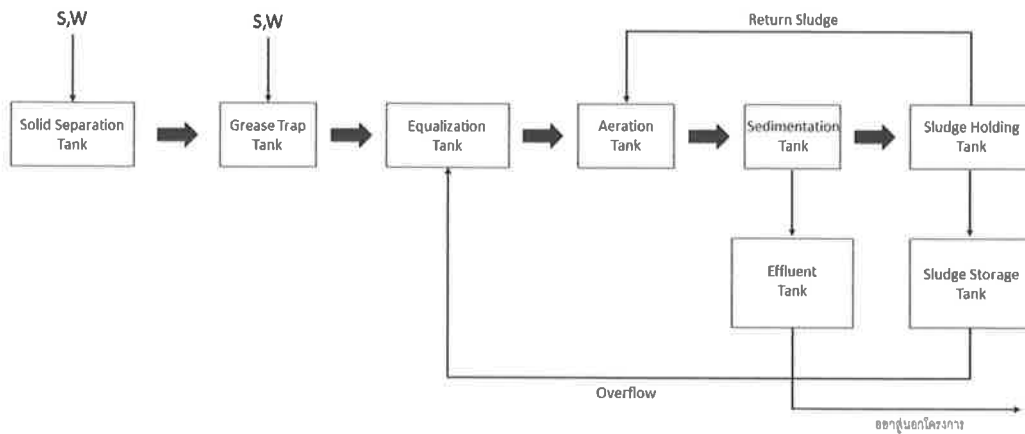 S,W
S,W
Return Sludge
Solid Separation
Tank
Grease Trap
Tank
Equalization
Tank
Aeration
Tank
Sedimentation
Tank
Sludge Holding
Tank
Effluent
Tank
Sludge Storage
Tank
Overflow
ออกสู่นอกโครงการ